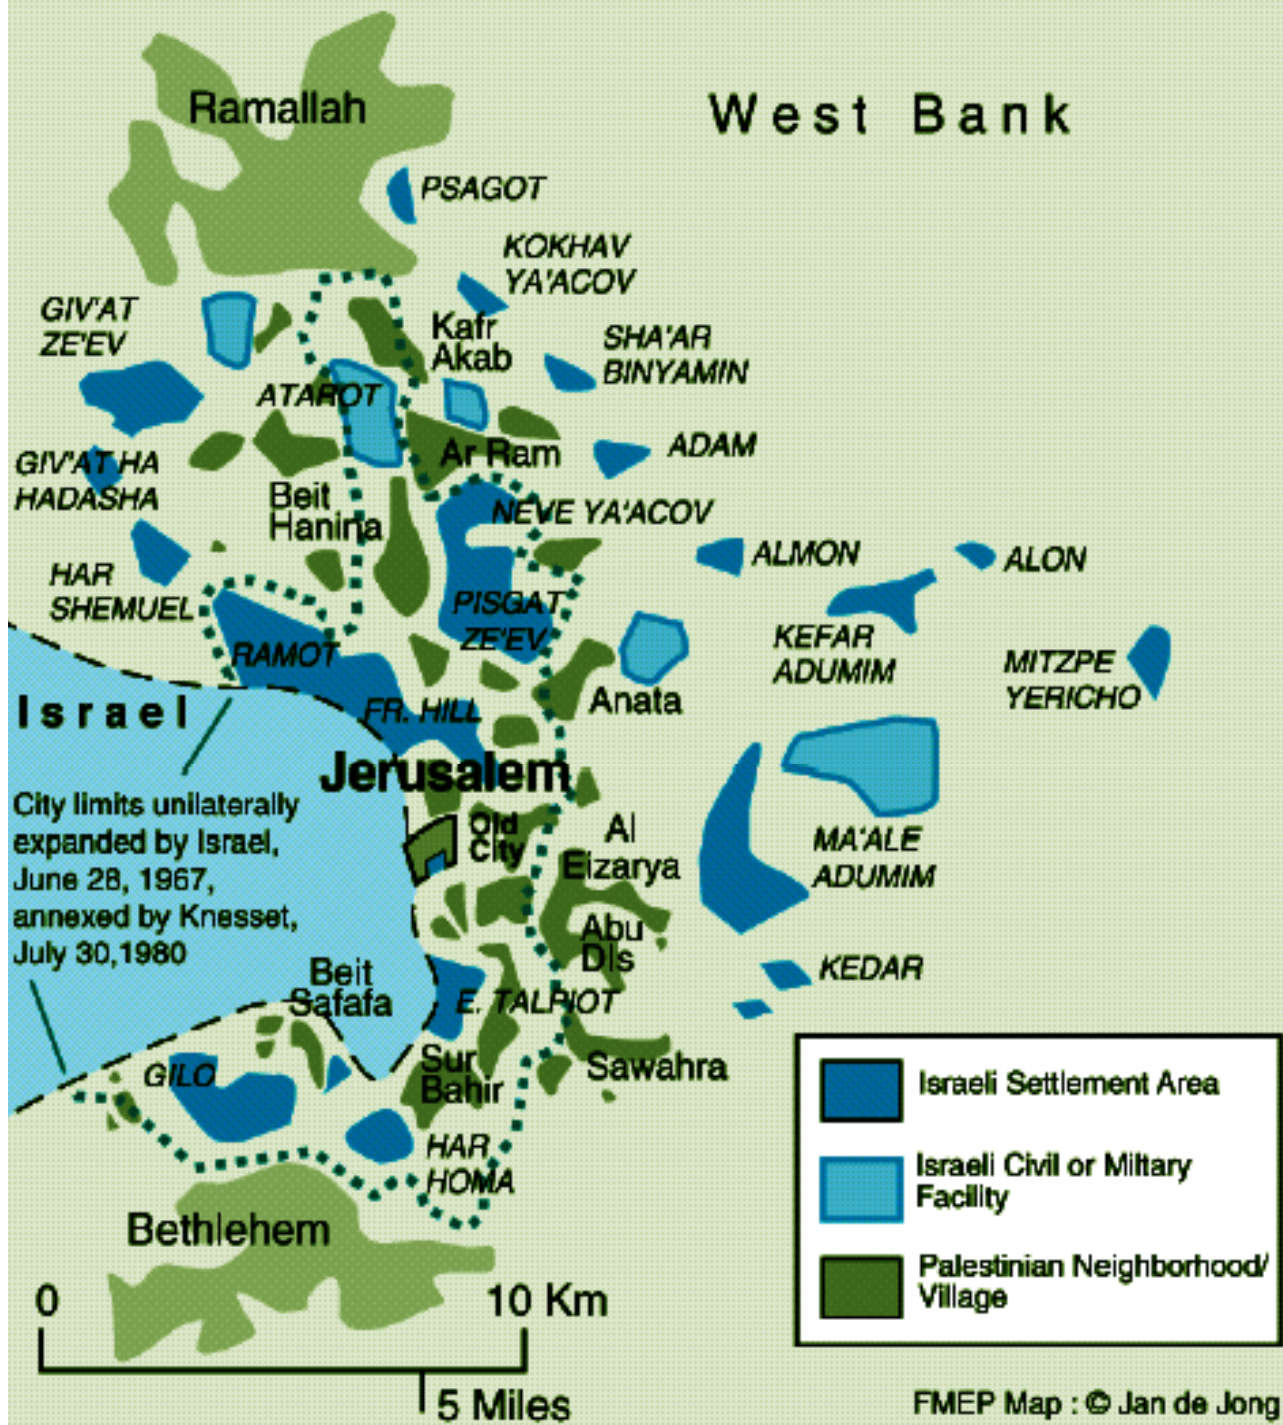 Ramallah
West Bank
PSAGOT
KOKHAV
YA'ACOV
GIV'AT
ZE'EV
Kafr
Akab
SHA'AR
BINYAMIN
ATAROT
GIV'AT HA
HADASHA
Ar Ram
ADAM
Beit
Hanina
NEVE YA'ACOV
ALMON
ALON
HAR
SHEMUEL
PISGAT
ZE'EV
KEFAR
ADUMIM
MITZPE
YERICHO
RAMOT
Anata
Israel
FR. HILL
Jerusalem
City limits unilaterally
expanded by Israel,
June 28, 1967,
annexed by Knesset,
July 30,1980
Old
City
Al
Eizarya
MA'ALE
ADUMIM
Abu
Dis
KEDAR
Beit
Safafa
E. TALPIOT
GILO
Sur
Bahir
Sawahra
HAR
HOMA
Bethlehem
Israeli Settlement Area
Israeli Civil or Miltary
Facility
Palestinian Neighborhood/
Village
0
10 Km
5 Miles
FMEP Map : © Jan de Jong